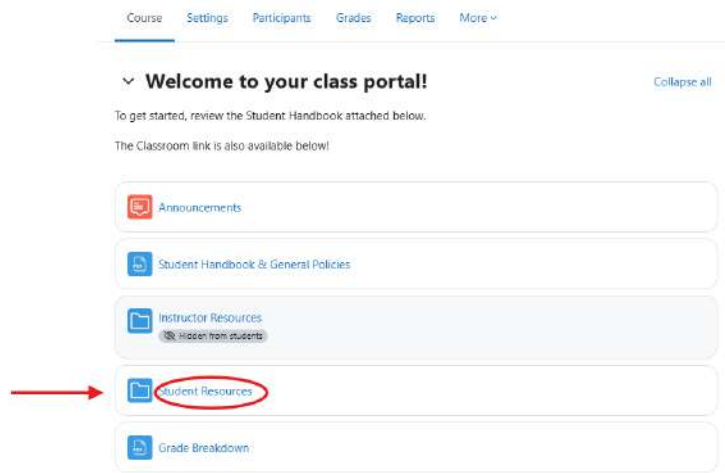 Course Settings Participants Grades Reports More
Welcome to your class portal! Collapse all
To get started, review the Student Handbook attached below.
The Classroom link is also available below!
Announcements
PDF Student Handbook & General Policies
Instructor Resources
Hidden from students
Student Resources
PDF Grade Breakdown